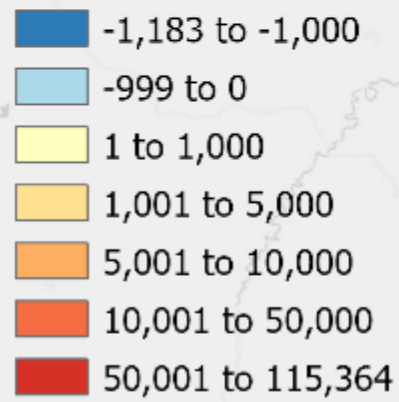 -1,183 to -1,000
-999 to 0
1 to 1,000
1,001 to 5,000
5,001 to 10,000
10,001 to 50,000
50,001 to 115,364